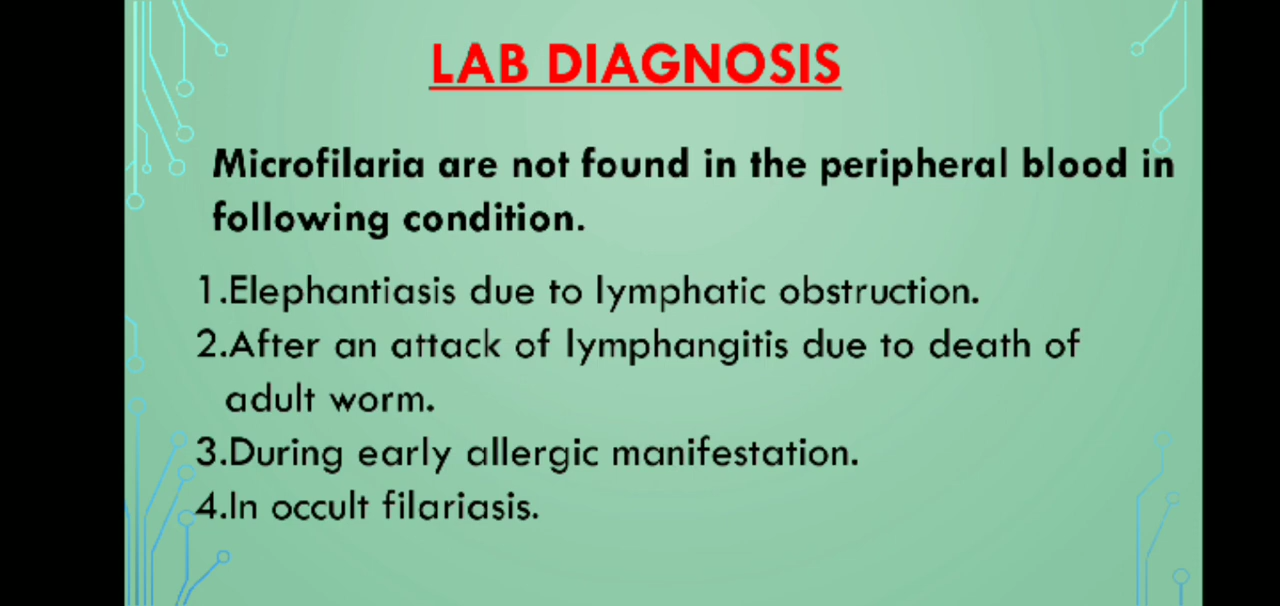 LAB DIAGNOSIS
Microfilaria are not found in the peripheral blood in
following condition.
1.Elephantiasis due to lymphatic obstruction.
2.After an attack of lymphangitis due to death of
adult worm.
3.During early allergic manifestation.
4.In occult filariasis.